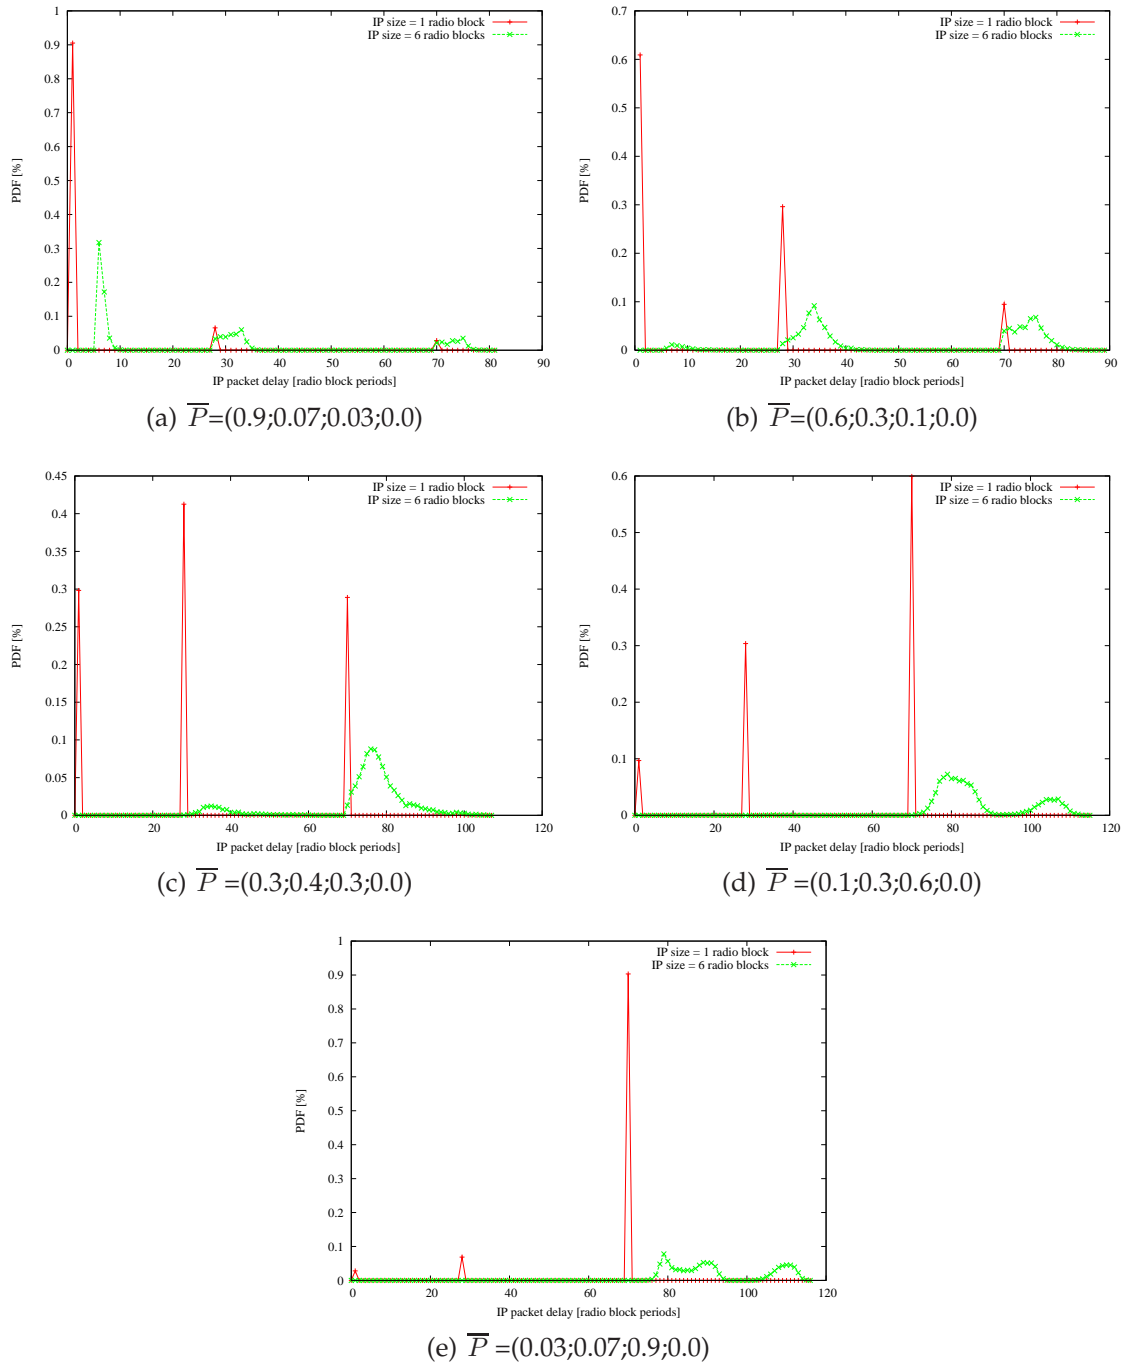 IP size = 1 radio block
IP size = 6 radio blocks
1
0.9
0.8
0.7
0.6
0.5
0.4
0.3
0.2
0.1
0
PDF [%]
0 10 20 30 40 50 60 70 80 90
IP packet delay [radio block periods]
(a) P=(0.9;0.07;0.03;0.0)
IP size = 1 radio block
IP size = 6 radio blocks
0.7
0.6
0.5
0.4
0.3
0.2
0.1
0
PDF [%]
0 10 20 30 40 50 60 70 80 90
IP packet delay [radio block periods]
(b) P=(0.6;0.3;0.1;0.0)
IP size = 1 radio block
IP size = 6 radio blocks
0.45
0.4
0.35
0.3
0.25
0.2
0.15
0.1
0.05
0
PDF [%]
0 20 40 60 80 100 120
IP packet delay [radio block periods]
(c) P =(0.3;0.4;0.3;0.0)
IP size = 1 radio block
IP size = 6 radio blocks
0.6
0.5
0.4
0.3
0.2
0.1
0
PDF [%]
0 20 40 60 80 100 120
IP packet delay [radio block periods]
(d) P =(0.1;0.3;0.6;0.0)
IP size = 1 radio block
IP size = 6 radio blocks
1
0.9
0.8
0.7
0.6
0.5
0.4
0.3
0.2
0.1
0
PDF [%]
0 20 40 60 80 100 120
IP packet delay [radio block periods]
(e) P =(0.03;0.07;0.9;0.0)